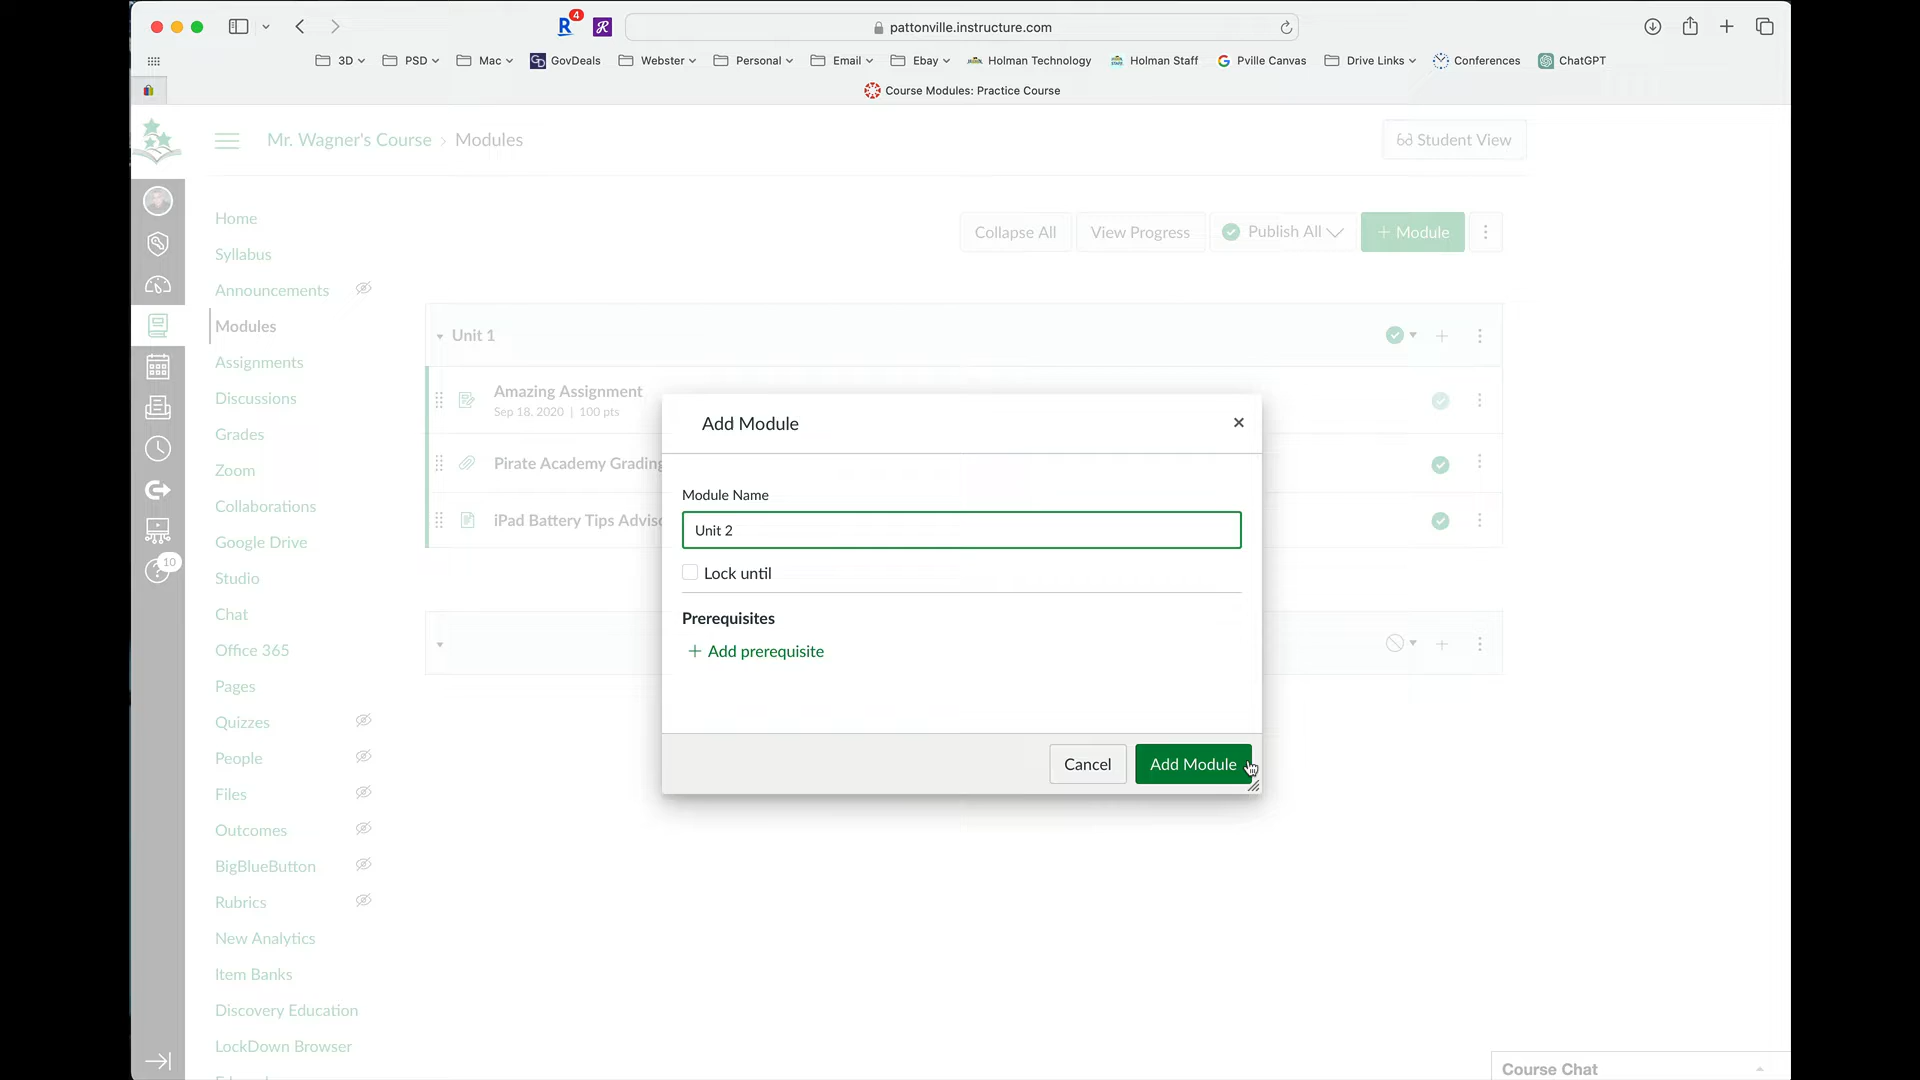 4
pattonville.instructure.com
3D
PSD
Mac
GD GovDeals
Webster
Personal
Email
Ebay
Holman Technology
Holman Staff
Pville Canvas
Drive Links
Conferences
ChatGPT
Course Modules: Practice Course
Mr. Wagner's Course › Modules
Student View
Home
Syllabus
Announcements
Modules
Assignments
Discussions
Grades
Zoom
Collaborations
Google Drive
Studio
Chat
Office 365
Pages
Quizzes
People
Files
Outcomes
BigBlueButton
Rubrics
New Analytics
Item Banks
Discovery Education
LockDown Browser
10
Collapse All
View Progress
Publish All
+ Module
Unit 1
Amazing Assignment
Sep 18, 2020 | 100 pts
Pirate Academy Grading
iPad Battery Tips
Add Module
Module Name
Unit 2
Lock until
Prerequisites
+ Add prerequisite
Cancel
Add Module
Course Chat